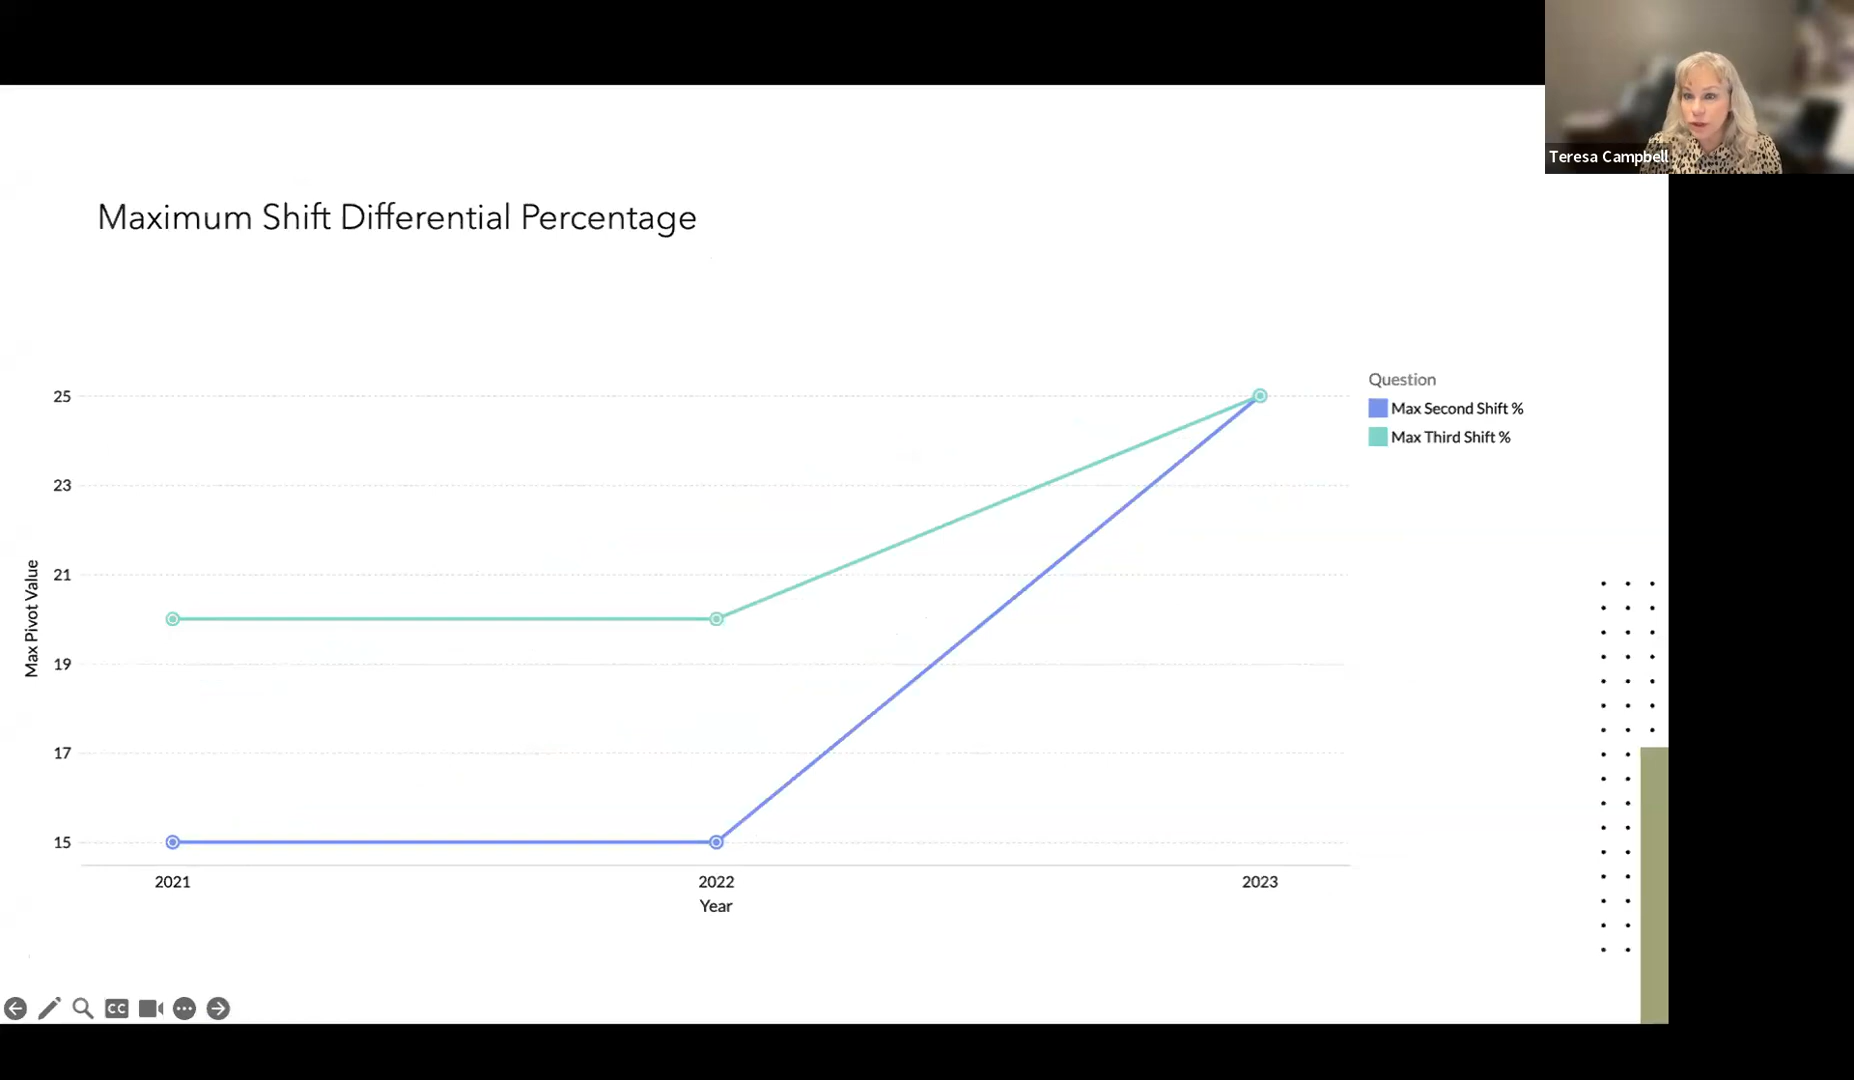 Teresa Campbell
Maximum Shift Differential Percentage
Question
Max Second Shift %
Max Third Shift %
Max Pivot Value
25
23
21
19
17
15
2021
2022
2023
Year
CC